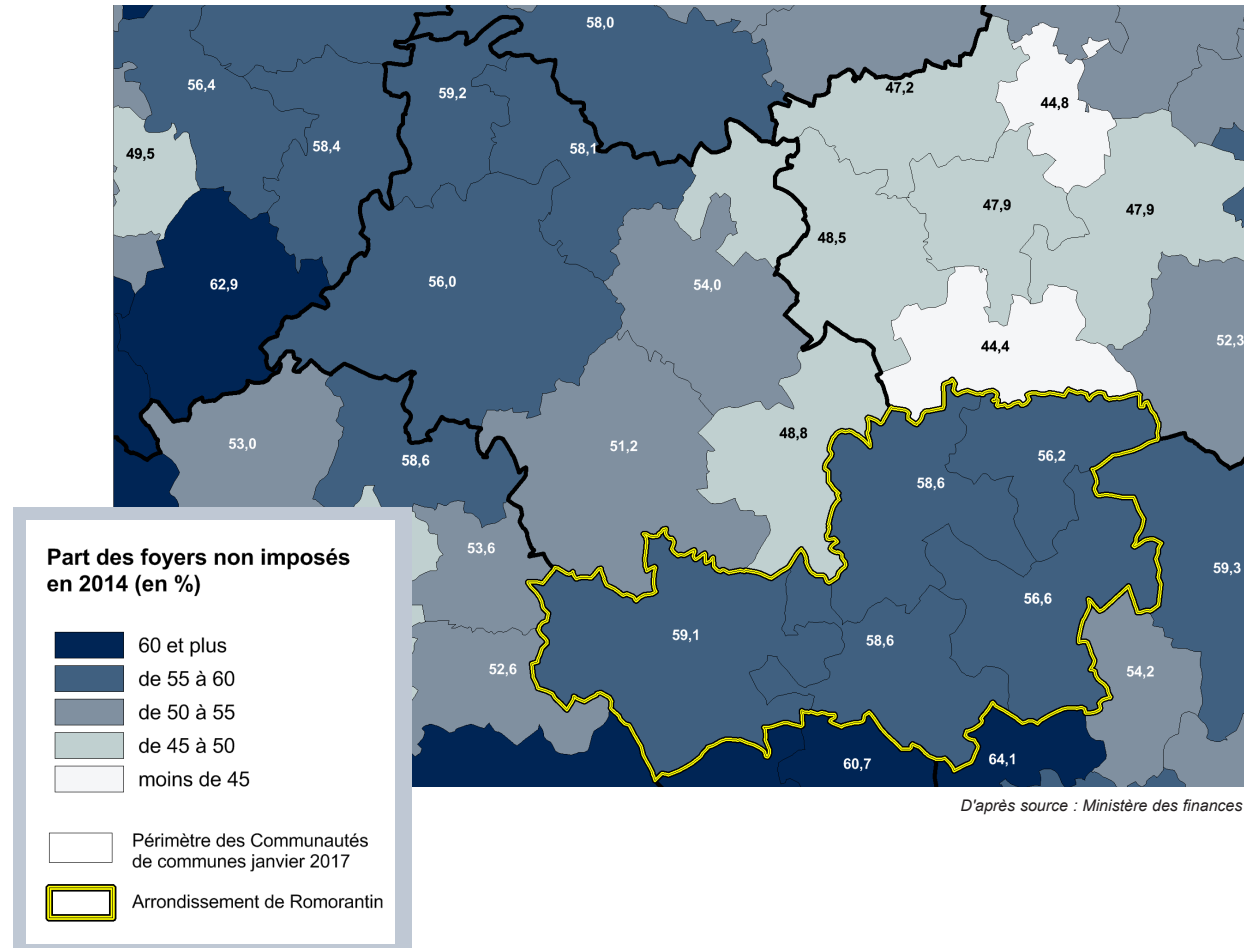 58,0
56,4
59,2
47,2
44,8
49,5
58,4
58,1
47,9
47,9
48,5
62,9
56,0
54,0
44,4
52,3
53,0
51,2
48,8
58,6
56,2
58,6
53,6
59,3
56,6
59,1
58,6
52,6
54,2
60,7
64,1
Part des foyers non imposés
en 2014 (en %)
60 et plus
de 55 à 60
de 50 à 55
de 45 à 50
moins de 45
Périmètre des Communautés
de communes janvier 2017
Arrondissement de Romorantin
D'après source : Ministère des finances